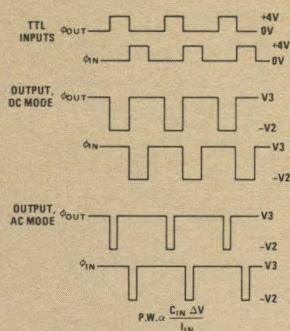 TTL INPUTS
ϕOUT
+4V
0V
ϕIN
+4V
0V
OUTPUT, DC MODE
ϕOUT
V3
-V2
ϕIN
V3
-V2
OUTPUT, AC MODE
ϕOUT
V3
-V2
ϕIN
V3
-V2
P.W. α CIN ΔV / IIN